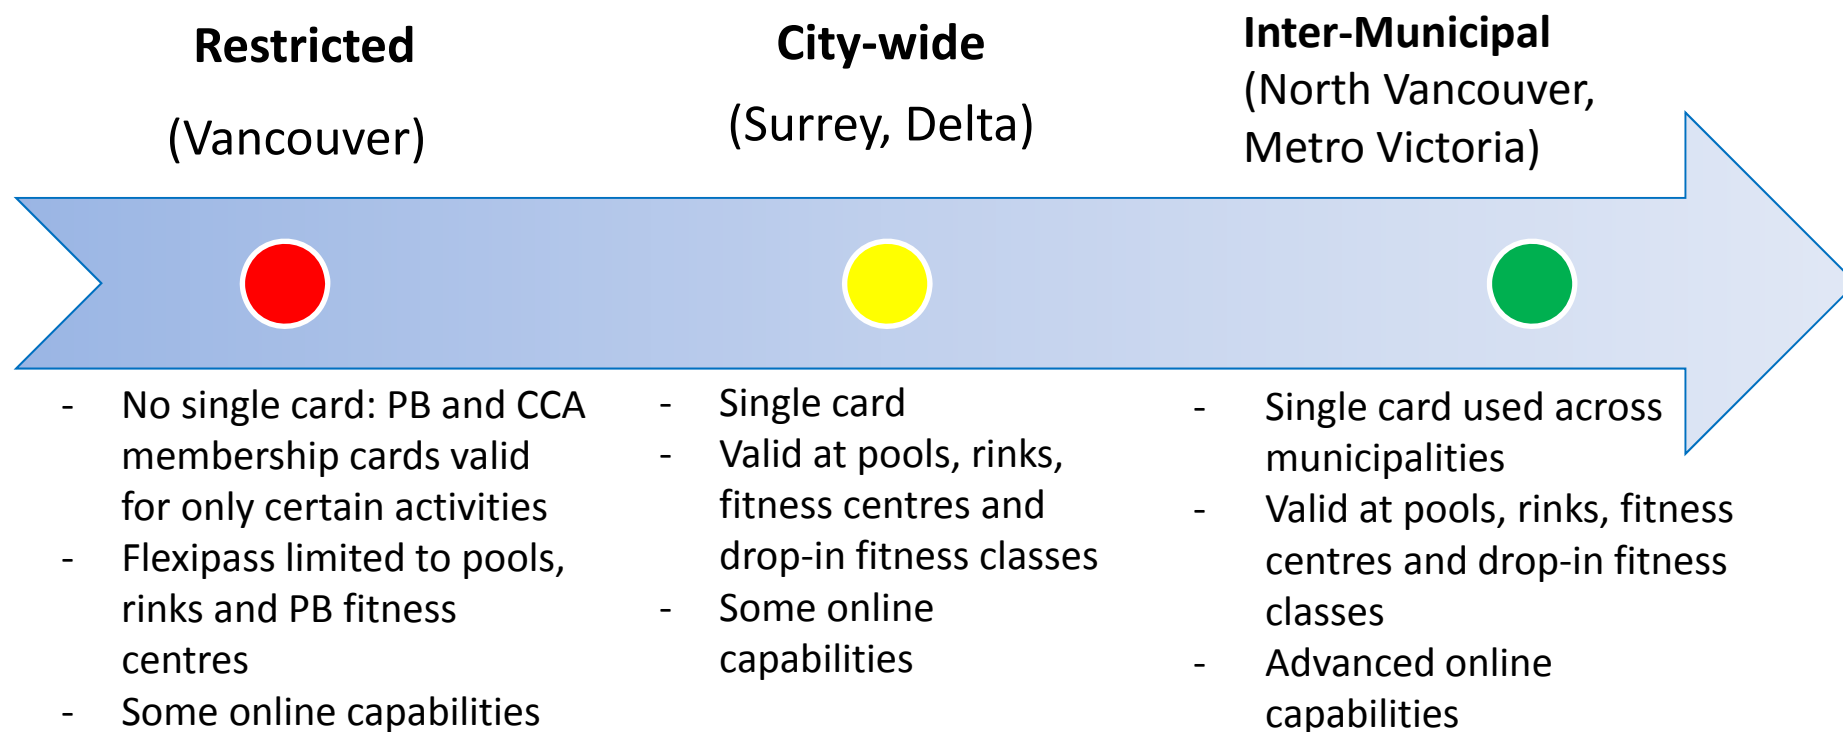 Restricted
(Vancouver)
City-wide
(Surrey, Delta)
Inter-Municipal
(North Vancouver,
Metro Victoria)
- No single card: PB and CCA
membership cards valid
for only certain activities
- Flexipass limited to pools,
rinks and PB fitness
centres
- Some online capabilities
- Single card
- Valid at pools, rinks,
fitness centres and
drop-in fitness classes
- Some online
capabilities
- Single card used across
municipalities
- Valid at pools, rinks, fitness
centres and drop-in fitness
classes
- Advanced online
capabilities